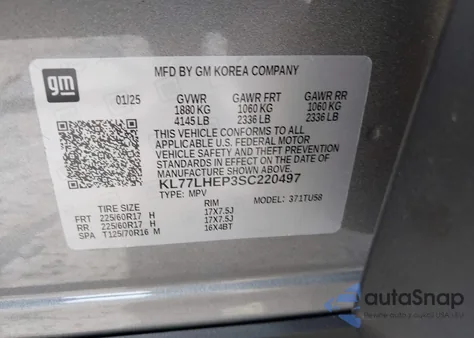 gm
MFD BY GM KOREA COMPANY
01/25 GVWR GAWR FRT GAWR RR
1880 KG 1060 KG 1060 KG
4145 LB 2336 LB 2336 LB
THIS VEHICLE CONFORMS TO ALL
APPLICABLE U.S. FEDERAL MOTOR
VEHICLE SAFETY AND THEFT
PREVENTION STANDARDS
IN EFFECT ON THE DATE OF
MANUFACTURE SHOWN ABOVE.
KL77LHEP3SC220497
TYPE: MPV MODEL: 371TUS8
TIRE SIZE RIM
FRT 225/60R17 H 17X7.5J
RR 225/60R17 H 17X7.5J
SPA T125/70R16 M 16X4BT
autoSnap